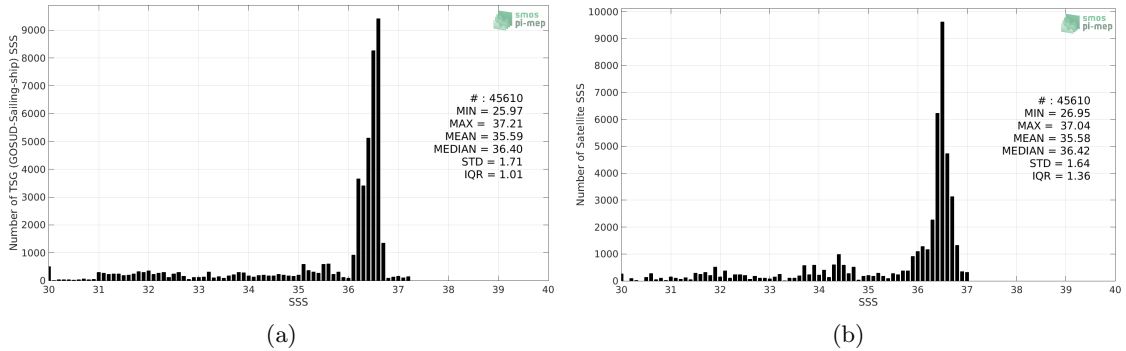 smos
pi-mep
Number of TSG (GOSUD-Sailing-ship) SSS
9000
8000
7000
6000
5000
4000
3000
2000
1000
0
# : 45610
MIN = 25.97
MAX = 37.21
MEAN = 35.59
MEDIAN = 36.40
STD = 1.71
IQR = 1.01
30 31 32 33 34 35 36 37 38 39 40
SSS
(a)
smos
pi-mep
Number of Satellite SSS
10000
9000
8000
7000
6000
5000
4000
3000
2000
1000
0
# : 45610
MIN = 26.95
MAX = 37.04
MEAN = 35.58
MEDIAN = 36.42
STD = 1.64
IQR = 1.36
30 31 32 33 34 35 36 37 38 39 40
SSS
(b)